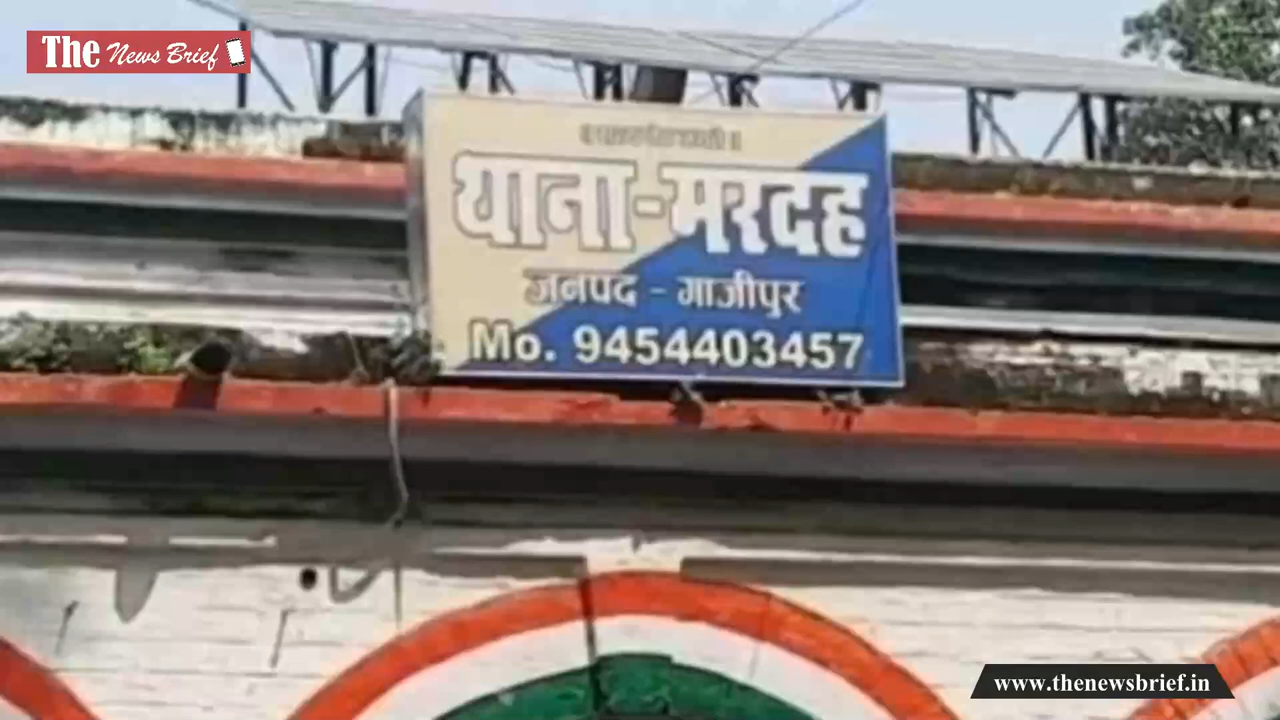 The News Brief
थाना-मरदह
जनपद - गाजीपुर
Mo. 9454403457
www.thenewsbrief.in